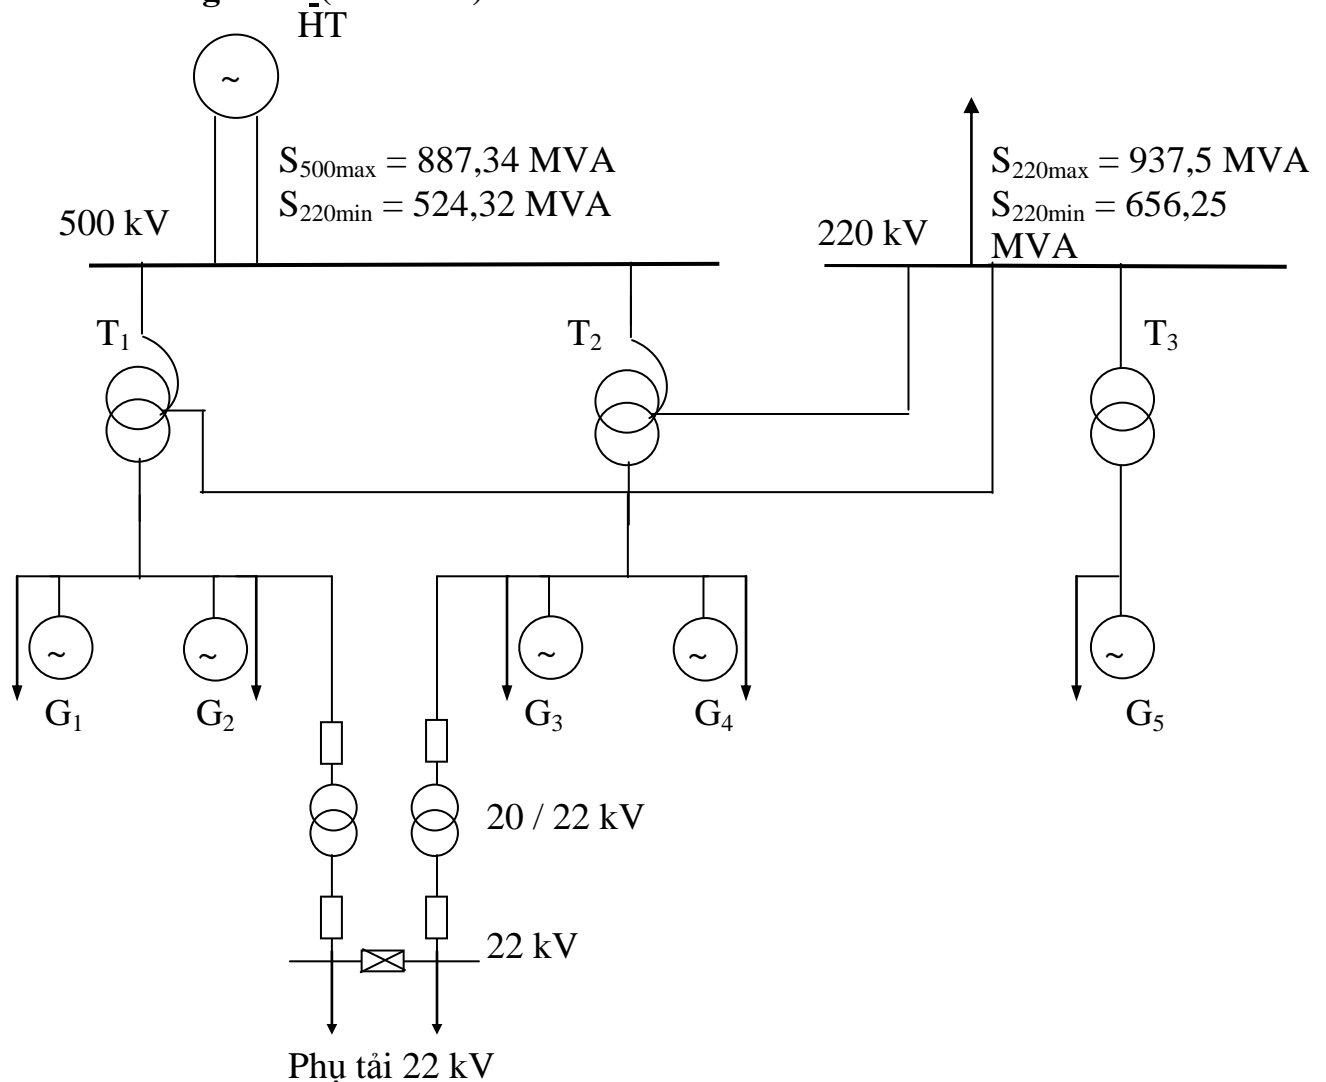 HT
~
S500max = 887,34 MVA
S220min = 524,32 MVA
500 kV
S220max = 937,5 MVA
S220min = 656,25
MVA
220 kV
T1
T2
T3
~
~
~
~
~
G1
G2
G3
G4
G5
20 / 22 kV
22 kV
Phụ tải 22 kV